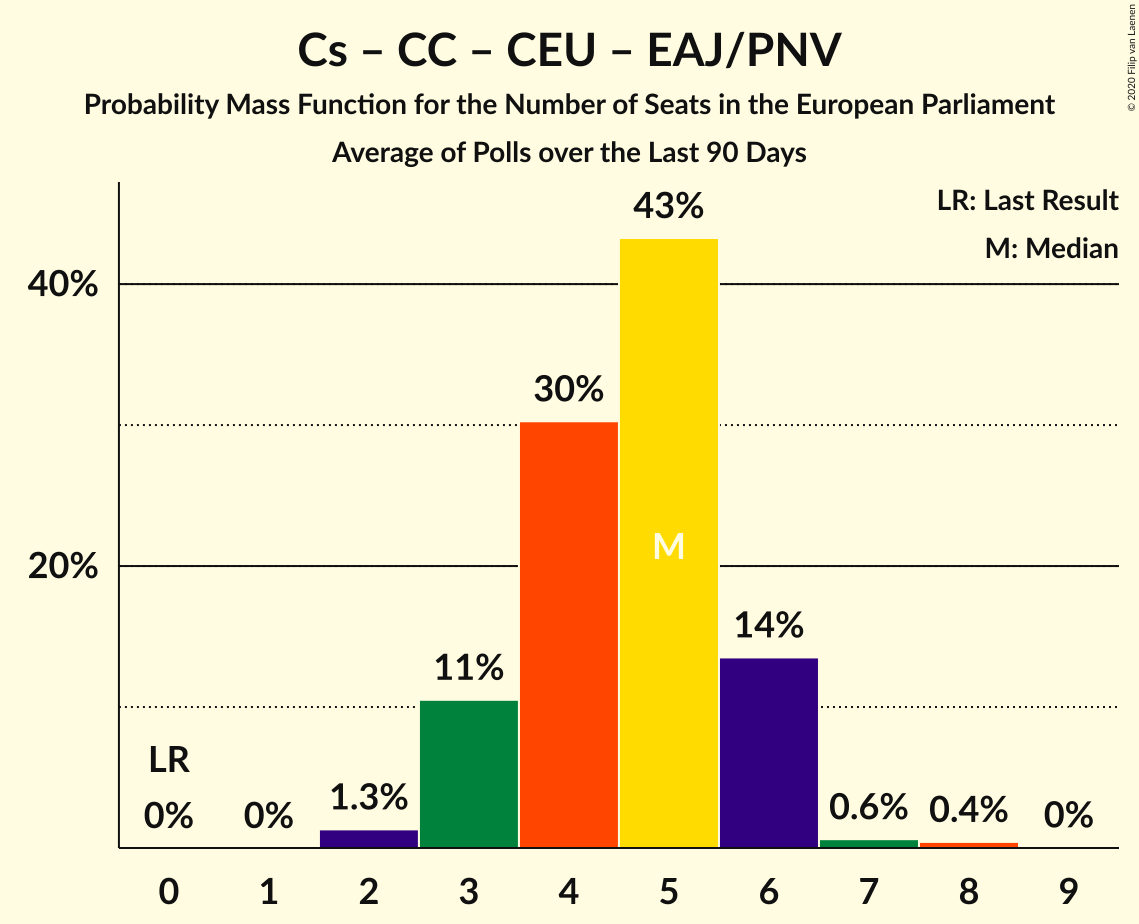 Cs – CC – CEU – EAJ/PNV
Probability Mass Function for the Number of Seats in the European Parliament
Average of Polls over the Last 90 Days
© 2020 Filip van Laenen
LR: Last Result
M: Median
43%
40%
30%
M
20%
14%
11%
LR
0%
0%
1.3%
0.6%
0.4%
0%
0 1 2 3 4 5 6 7 8 9